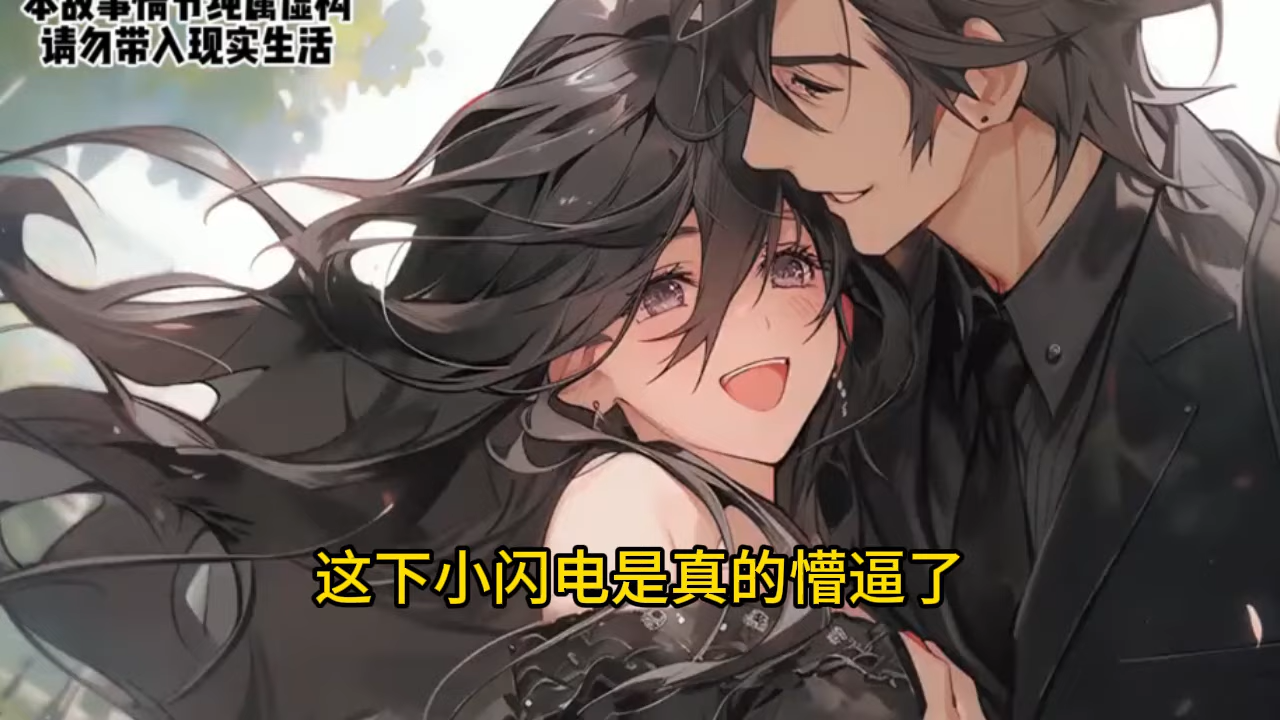 本故事情节纯属虚构
请勿带入现实生活
这下小闪电是真的懵逼了